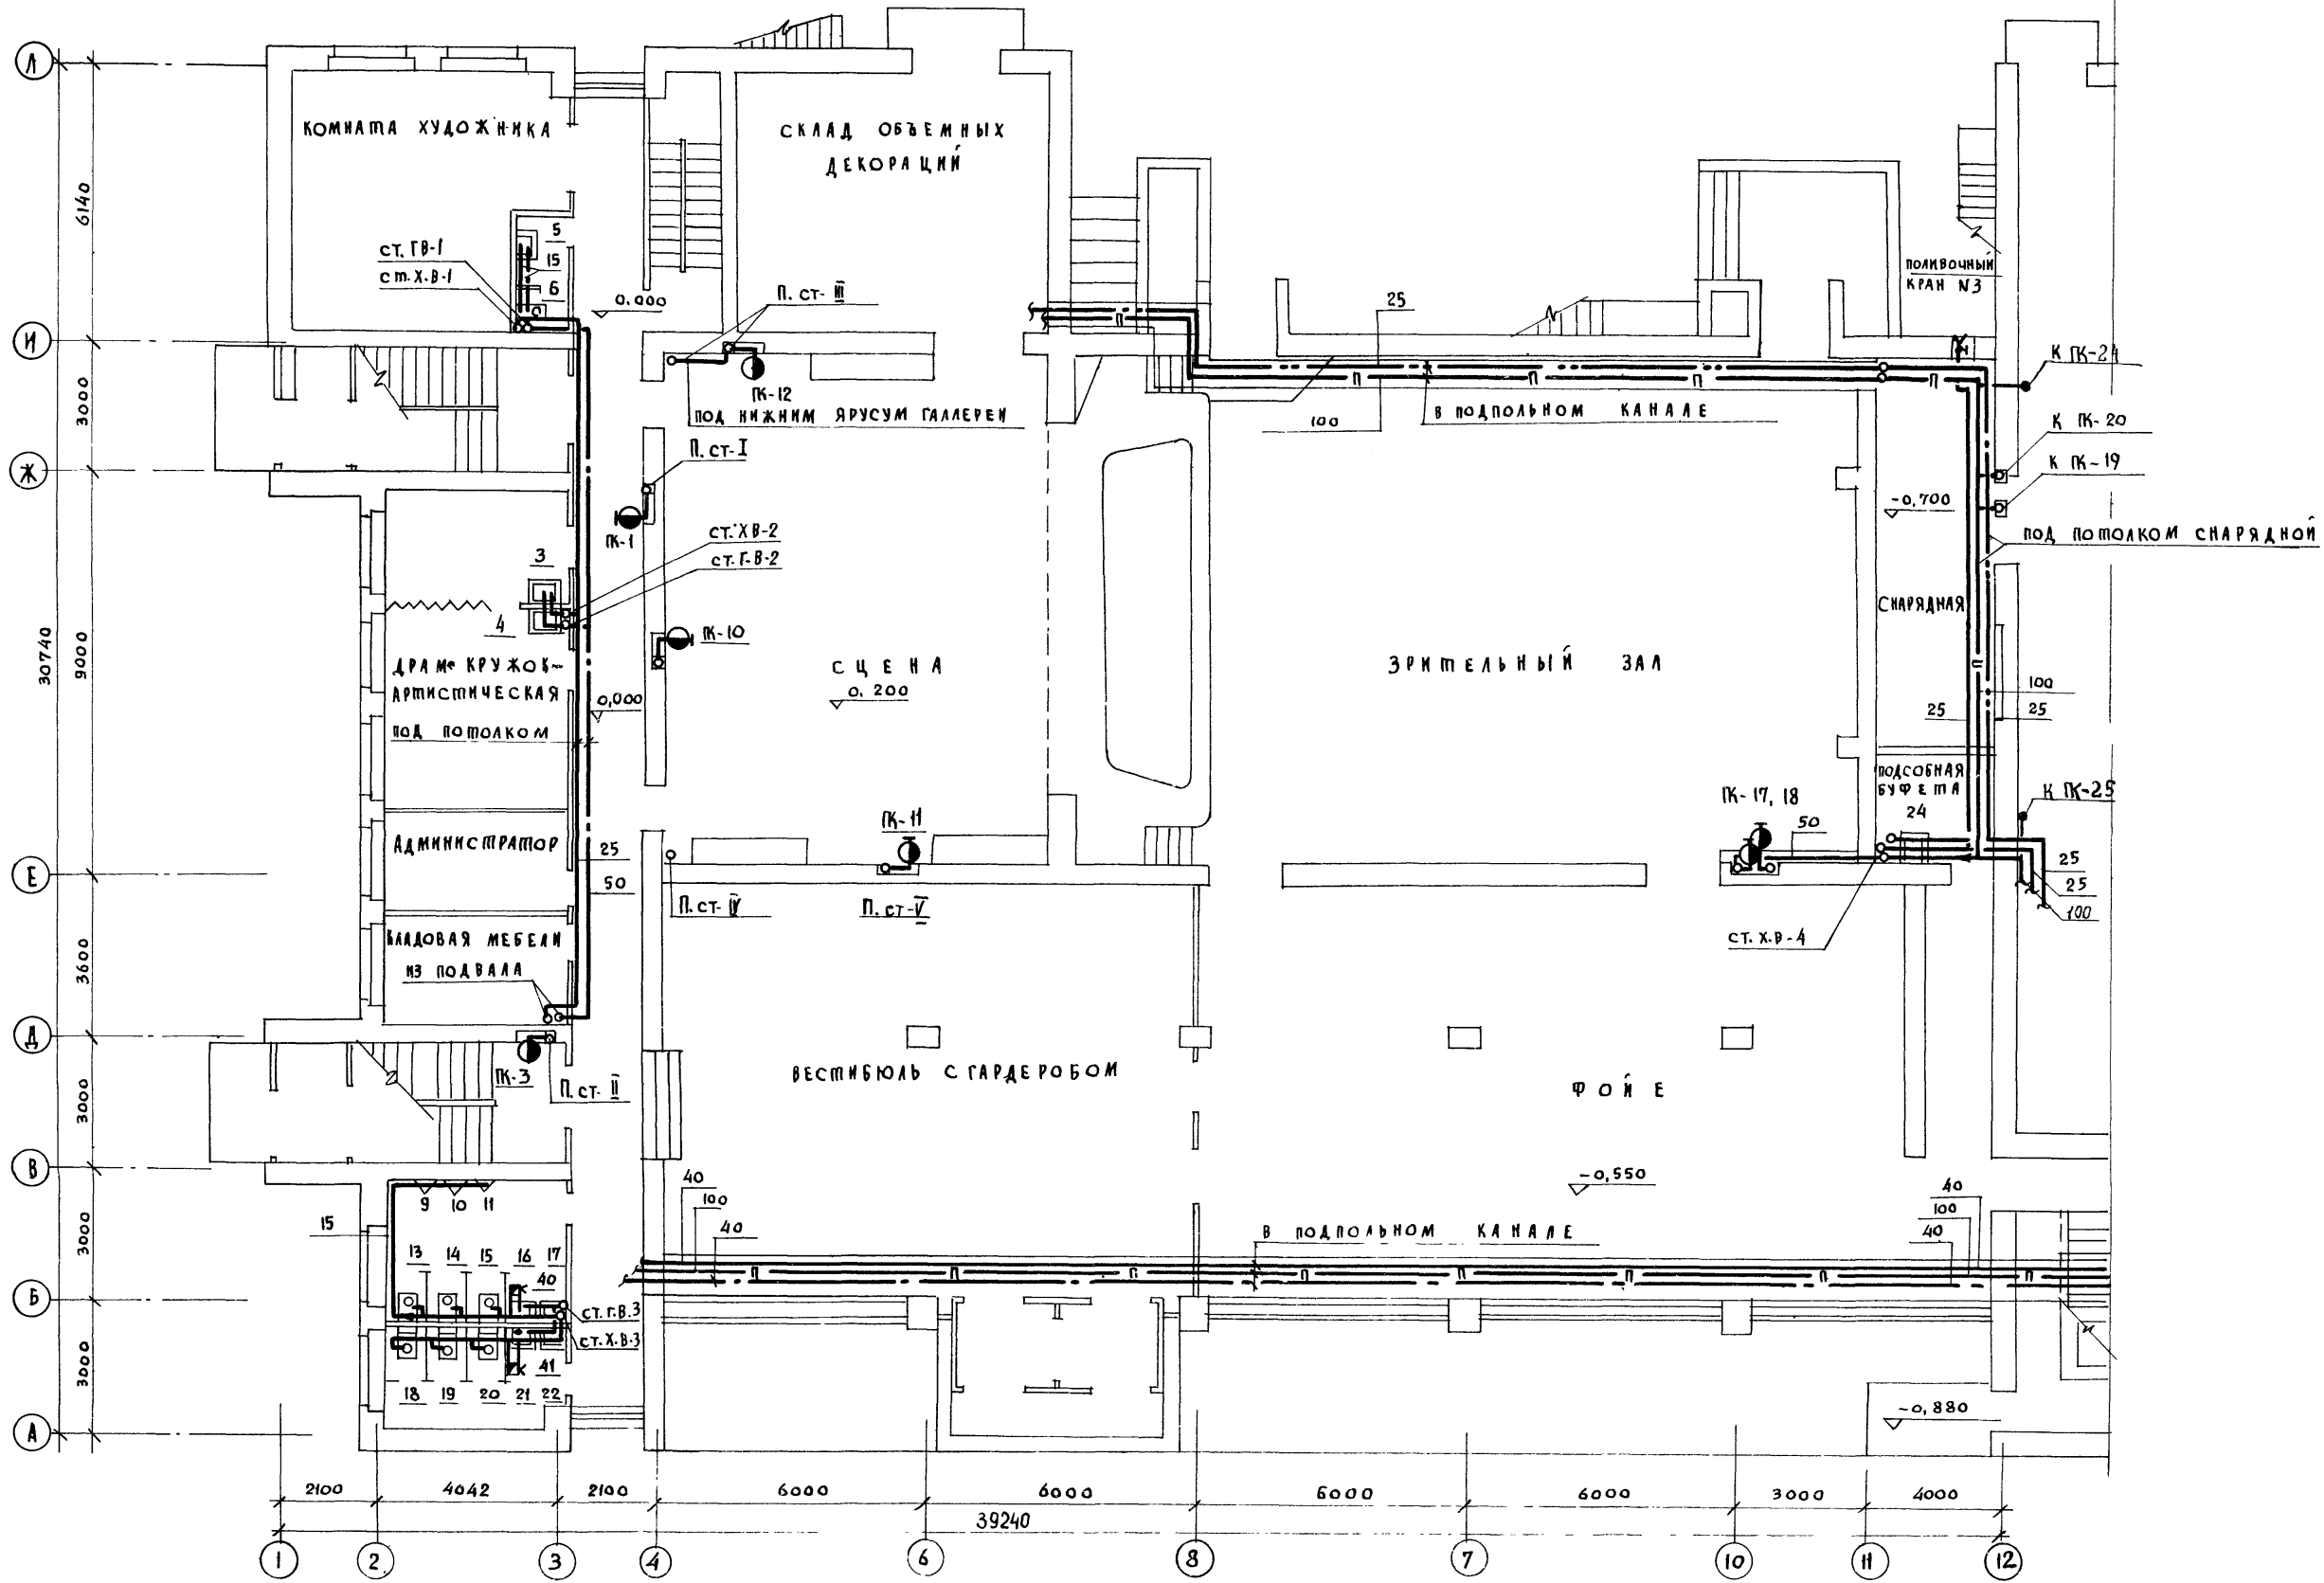 Л
КОМНАТА ХУДОЖНИКА
СКЛАД ОБЪЕМНЫХ
ДЕКОРАЦИЙ
6140
5
СТ. ГВ-1
СТ. Х.В-1
15
6
0,000
П. СТ- III
25
П
ПОЛИВОЧНЫЙ
КРАН N3
И
К ПК-24
П П П П
ПК-12
ПОД НИЖНИМ ЯРУСУМ ГАЛЛЕРЕИ
100
В ПОДПОЛЬНОМ КАНАЛЕ
3000
К ПК-20
П. СТ-I
К ПК-19
Ж
-0,700
ПК-1
СТ. ХВ-2
СТ. Г-В-2
ПОД ПОТОЛКОМ СНАРЯДНОЙ
3
4
СНАРЯДНАЯ
ПК-10
30740
9000
ДРАМ. КРУЖОК-
АРТИСТИЧЕСКАЯ
СЦЕНА
0,200
ЗРИТЕЛЬНЫЙ ЗАЛ
П
100
25
25
0,000
ПОД ПОТОЛКОМ
ПОДСОБНАЯ
БУФЕТА
24
К ПК-25
ПК-17, 18
50
ПК-11
АДМИНИСТРАТОР
25
50
Е
25
25
100
П. СТ-IV
П. СТ-V
СТ. Х.В-4
КЛАДОВАЯ МЕБЕЛИ
ИЗ ПОДВАЛА
3600
Д
ПК-3
П. СТ- II
3000
ВЕСТИБЮЛЬ С ГАРДЕРОБОМ
ФОЙЕ
В
-0,550
9 10 11
40
100
40
40
100
40
15
3000
13 14 15 16 17
40
В ПОДПОЛЬНОМ КАНАЛЕ
П П П П П П П П
Б
СТ. Г.В.3
СТ. Х.В-3
41
3000
18 19 20 21 22
-0,880
А
2100 4042 2100 6000 6000 6000 6000 3000 4000
39240
1 2 3 4 6 8 7 10 11 12